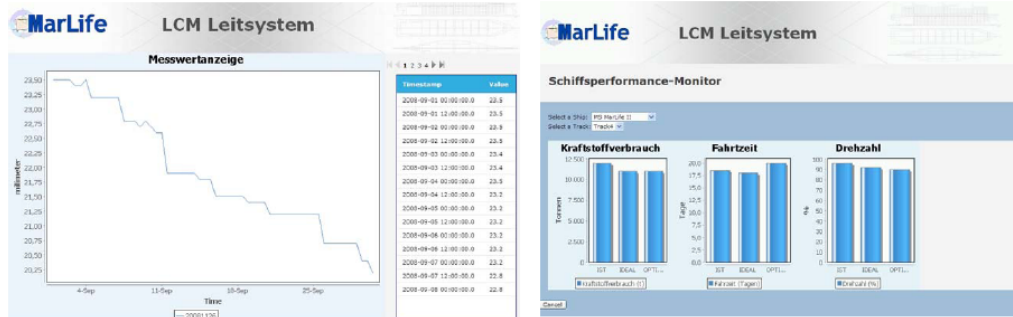 MarLife
LCM Leitsystem
Messwertanzeige
23,50
23,25
23,00
22,75
22,50
22,25
22,00
21,75
21,50
21,25
21,00
20,75
20,50
20,25
millimeter
4-Sep
11-Sep
18-Sep
25-Sep
Time
1 2 3 4
Timestamp Value
2008-09-01 00:00:00.0 23.5
2008-09-01 12:00:00.0 23.5
2008-09-02 00:00:00.0 23.5
2008-09-02 12:00:00.0 23.5
2008-09-03 00:00:00.0 23.4
2008-09-03 12:00:00.0 23.4
2008-09-04 00:00:00.0 23.5
2008-09-04 12:00:00.0 23.2
2008-09-05 00:00:00.0 23.2
2008-09-05 12:00:00.0 23.2
2008-09-06 00:00:00.0 23.2
2008-09-06 12:00:00.0 23.2
2008-09-07 00:00:00.0 23.2
2008-09-07 12:00:00.0 22.8
2008-09-08 00:00:00.0 22.8
MarLife
LCM Leitsystem
Schiffsperformance-Monitor
Select a Ship: MS MarLife II
Select a Track: Track4
Kraftstoffverbrauch
12.500
10.000
7.500
5.000
2.500
0
Tonnen
IST IDEAL OPTI...
Kraftstoffverbrauch (t)
Fahrtzeit
20,0
17,5
15,0
12,5
10,0
7,5
5,0
2,5
0,0
Tage
IST IDEAL OPTI...
Fahrzeit (Tagen)
Drehzahl
100
90
80
70
60
50
40
30
20
10
0
%
IST IDEAL OPTI...
Drehzahl (%)
Cancel